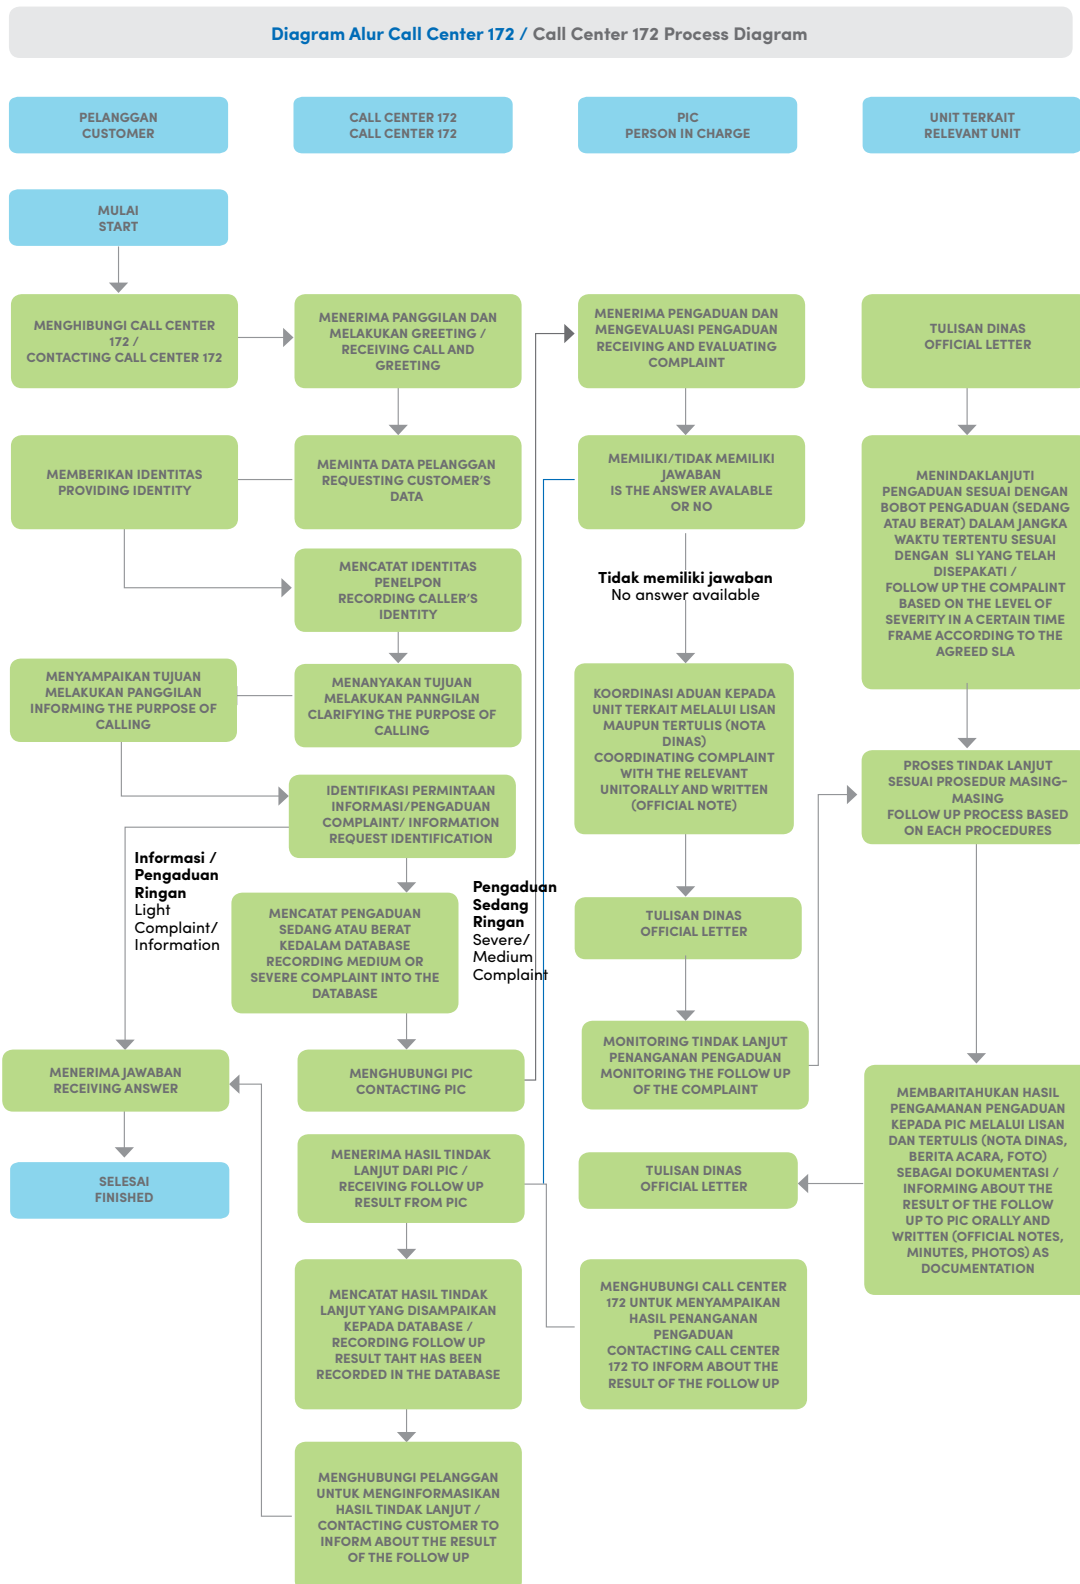 Diagram Alur Call Center 172 / Call Center 172 Process Diagram
PELANGGAN
CUSTOMER
CALL CENTER 172
CALL CENTER 172
PIC
PERSON IN CHARGE
UNIT TERKAIT
RELEVANT UNIT
MULAI
START
MENGHIBUNGI CALL CENTER
172 /
CONTACTING CALL CENTER 172
MENERIMA PANGGILAN DAN
MELAKUKAN GREETING /
RECEIVING CALL AND
GREETING
MENERIMA PENGADUAN DAN
MENGEVALUASI PENGADUAN
RECEIVING AND EVALUATING
COMPLAINT
TULISAN DINAS
OFFICIAL LETTER
MEMBERIKAN IDENTITAS
PROVIDING IDENTITY
MEMINTA DATA PELANGGAN
REQUESTING CUSTOMER'S
DATA
MEMILIKI/TIDAK MEMILIKI
JAWABAN
IS THE ANSWER AVALABLE
OR NO
MENINDAKLANJUTI
PENGADUAN SESUAI DENGAN
BOBOT PENGADUAN (SEDANG
ATAU BERAT) DALAM JANGKA
WAKTU TERTENTU SESUAI
DENGAN SLI YANG TELAH
DISEPAKATI /
FOLLOW UP THE COMPALINT
BASED ON THE LEVEL OF
SEVERITY IN A CERTAIN TIME
FRAME ACCORDING TO THE
AGREED SLA
MENCATAT IDENTITAS
PENELPON
RECORDING CALLER'S
IDENTITY
Tidak memiliki jawaban
No answer available
MENYAMPAIKAN TUJUAN
MELAKUKAN PANGGILAN
INFORMING THE PURPOSE OF
CALLING
MENANYAKAN TUJUAN
MELAKUKAN PANNGILAN
CLARIFYING THE PURPOSE OF
CALLING
KOORDINASI ADUAN KEPADA
UNIT TERKAIT MELALUI LISAN
MAUPUN TERTULIS (NOTA
DINAS)
COORDINATING COMPLAINT
WITH THE RELEVANT
UNITORALLY AND WRITTEN
(OFFICIAL NOTE)
PROSES TINDAK LANJUT
SESUAI PROSEDUR MASING-
MASING
FOLLOW UP PROCESS BASED
ON EACH PROCEDURES
IDENTIFIKASI PERMINTAAN
INFORMASI/PENGADUAN
COMPLAINT/ INFORMATION
REQUEST IDENTIFICATION
Informasi /
Pengaduan
Ringan
Light
Complaint/
Information
Pengaduan
Sedang
Ringan
Severe/
Medium
Complaint
MENCATAT PENGADUAN
SEDANG ATAU BERAT
KEDALAM DATABASE
RECORDING MEDIUM OR
SEVERE COMPLAINT INTO THE
DATABASE
TULISAN DINAS
OFFICIAL LETTER
MENERIMA JAWABAN
RECEIVING ANSWER
MENGHUBUNGI PIC
CONTACTING PIC
MONITORING TINDAK LANJUT
PENANGANAN PENGADUAN
MONITORING THE FOLLOW UP
OF THE COMPLAINT
MEMBARITAHUKAN HASIL
PENGAMANAN PENGADUAN
KEPADA PIC MELALUI LISAN
DAN TERTULIS (NOTA DINAS,
BERITA ACARA, FOTO)
SEBAGAI DOKUMENTASI /
INFORMING ABOUT THE
RESULT OF THE FOLLOW
UP TO PIC ORALLY AND
WRITTEN (OFFICIAL NOTES,
MINUTES, PHOTOS) AS
DOCUMENTATION
SELESAI
FINISHED
MENERIMA HASIL TINDAK
LANJUT DARI PIC /
RECEIVING FOLLOW UP
RESULT FROM PIC
TULISAN DINAS
OFFICIAL LETTER
MENCATAT HASIL TINDAK
LANJUT YANG DISAMPAIKAN
KEPADA DATABASE /
RECORDING FOLLOW UP
RESULT TAHT HAS BEEN
RECORDED IN THE DATABASE
MENGHUBUNGI CALL CENTER
172 UNTUK MENYAMPAIKAN
HASIL PENANGANAN
PENGADUAN
CONTACTING CALL CENTER
172 TO INFORM ABOUT THE
RESULT OF THE FOLLOW UP
MENGHUBUNGI PELANGGAN
UNTUK MENGINFORMASIKAN
HASIL TINDAK LANJUT /
CONTACTING CUSTOMER TO
INFORM ABOUT THE RESULT
OF THE FOLLOW UP